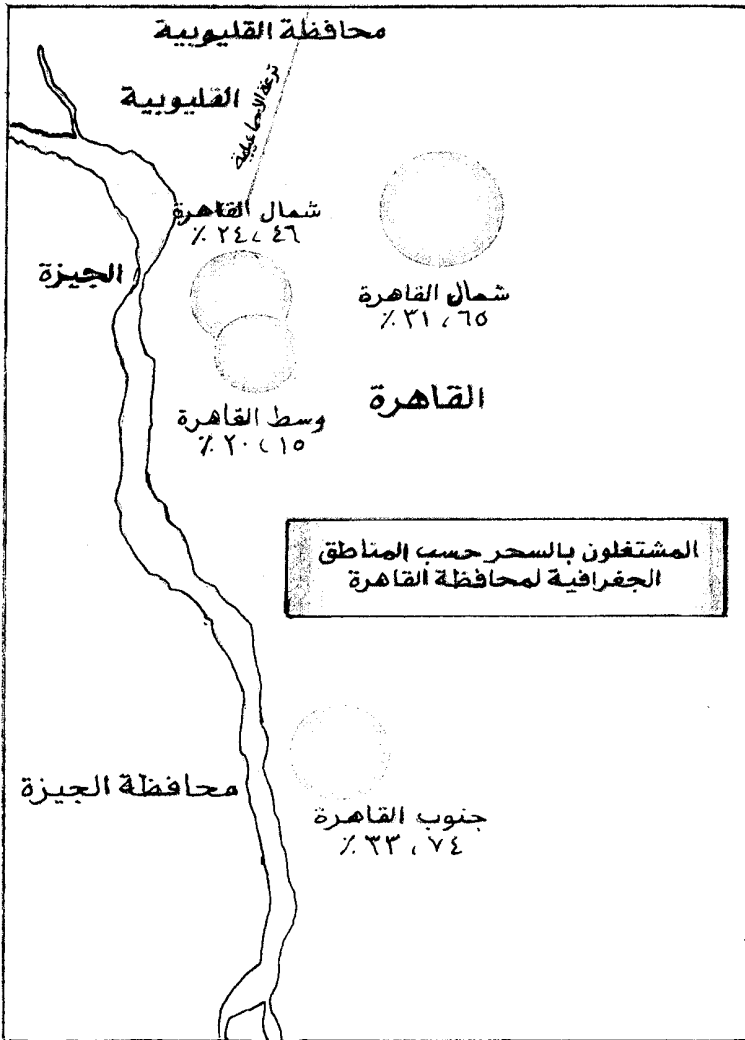 محافظة القليوبية
القليوبية
ترعة الاسماعيلية
شمال القاهرة
٢٤،٤٦ ٪
الجيزة
شمال القاهرة
٣١،٦٥ ٪
القاهرة
وسط القاهرة
٢٠،١٥ ٪
المشتغلون بالسحر حسب المناطق
الجغرافية لمحافظة القاهرة
محافظة الجيزة
جنوب القاهرة
٣٣،٧٤ ٪